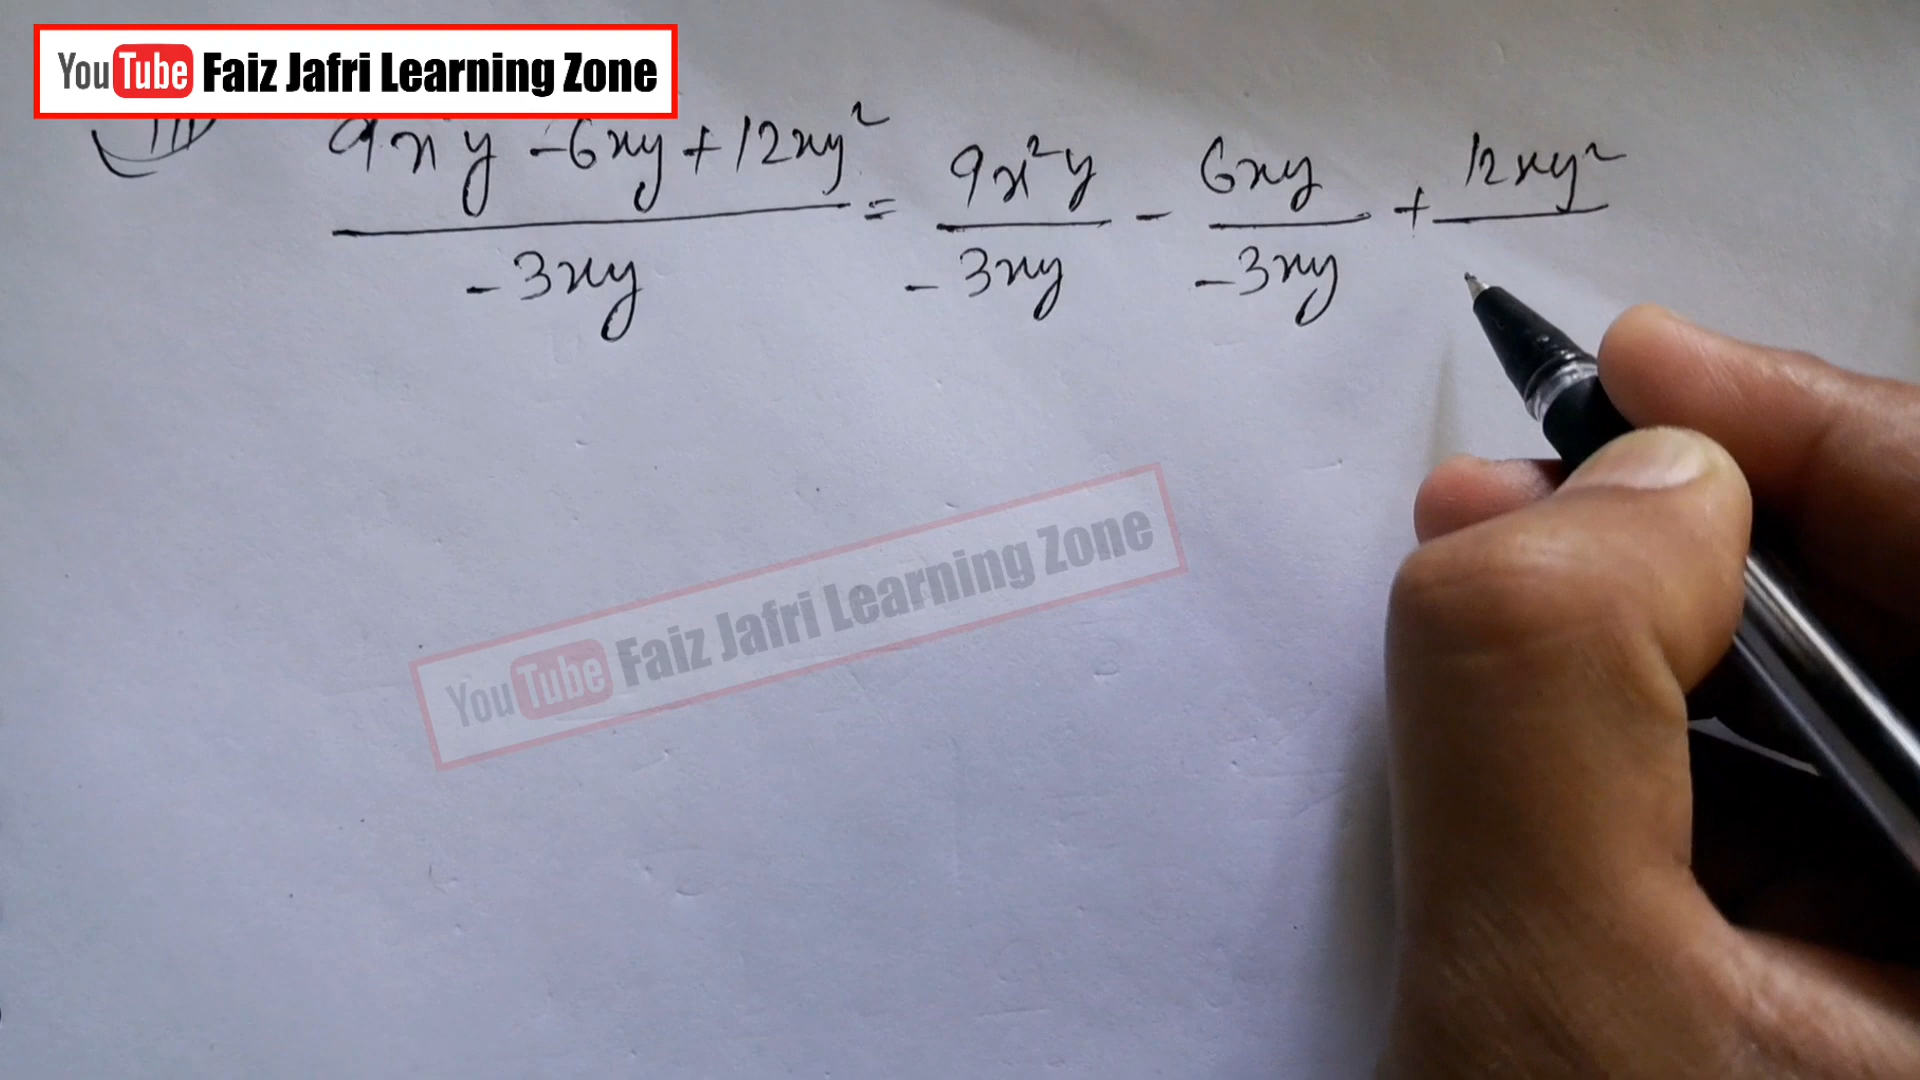 YouTube Faiz Jafri Learning Zone
III 9x²y - 6xy + 12xy² = 9x²y - 6xy + 12xy²
-3xy -3xy -3xy
YouTube Faiz Jafri Learning Zone